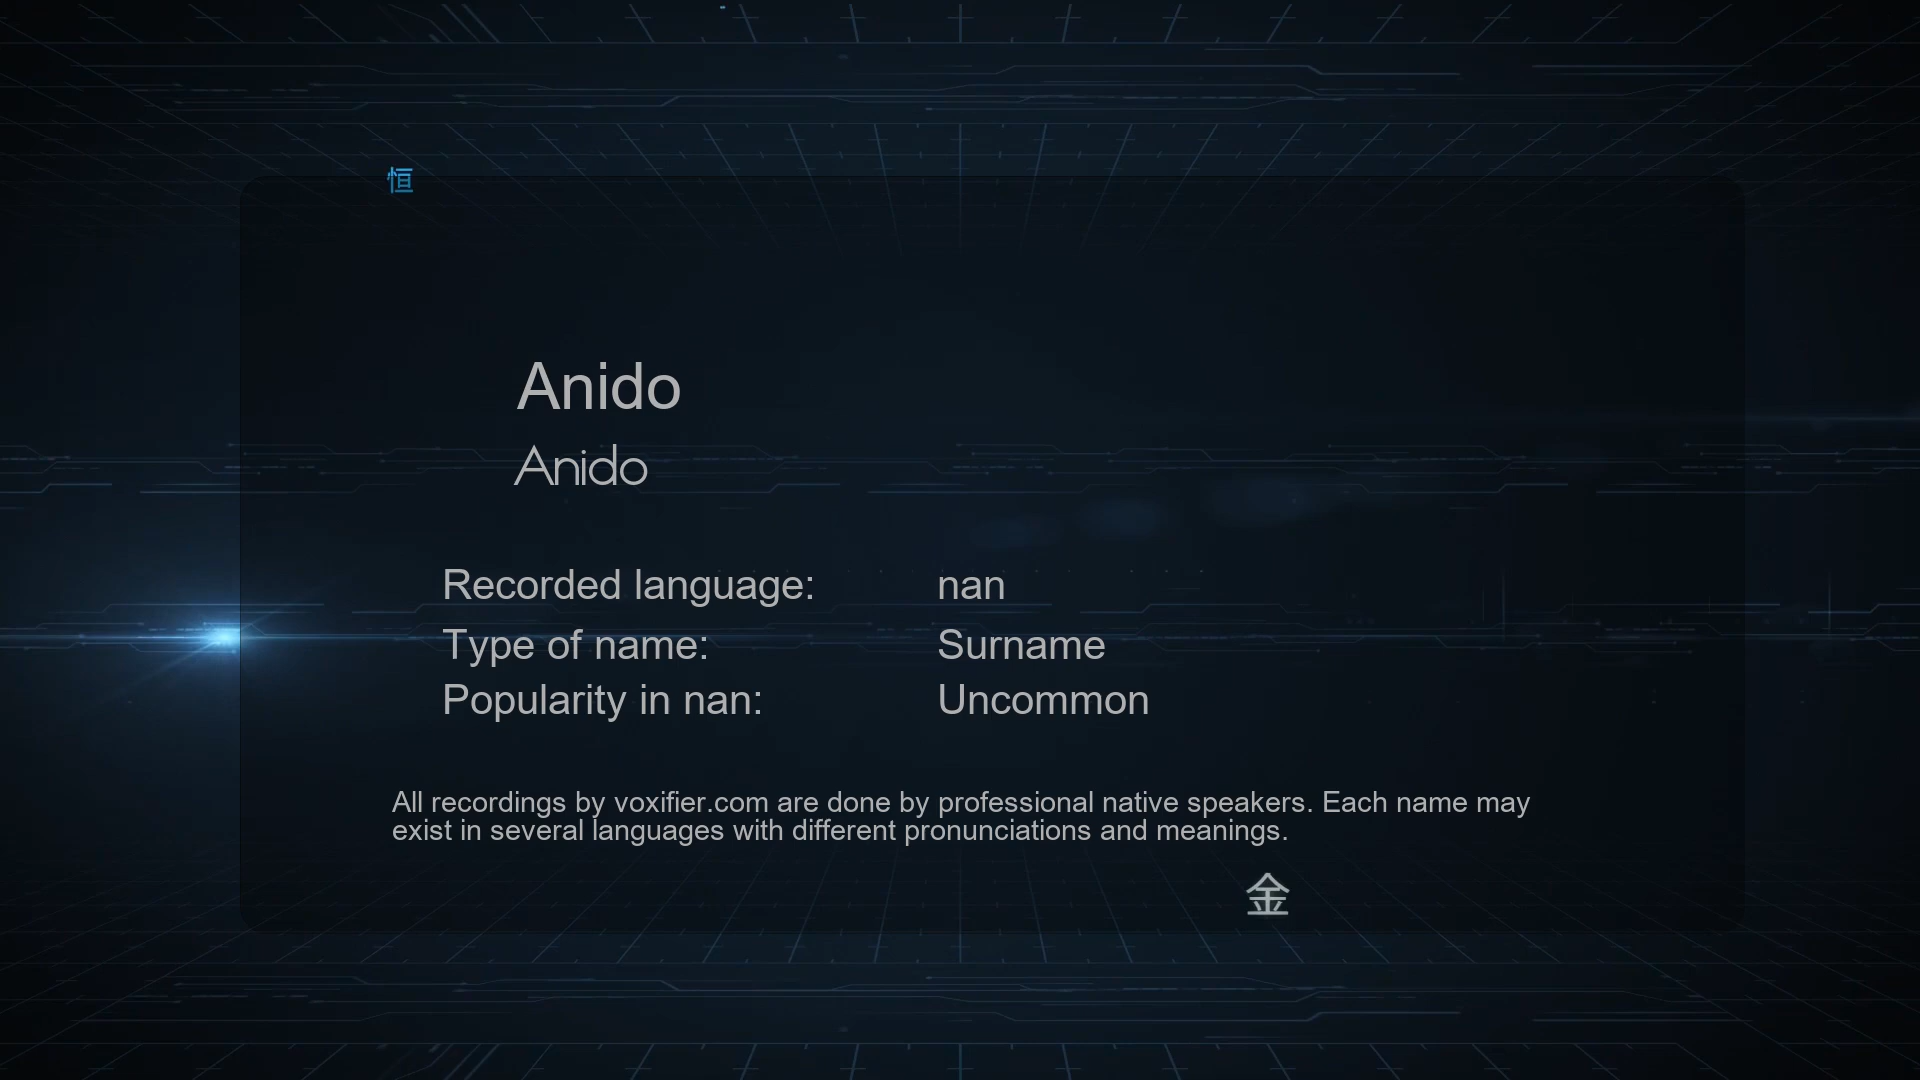 恒
Anido
Anido
Recorded language: nan
Type of name: Surname
Popularity in nan: Uncommon
All recordings by voxifier.com are done by professional native speakers. Each name may
exist in several languages with different pronunciations and meanings.
金